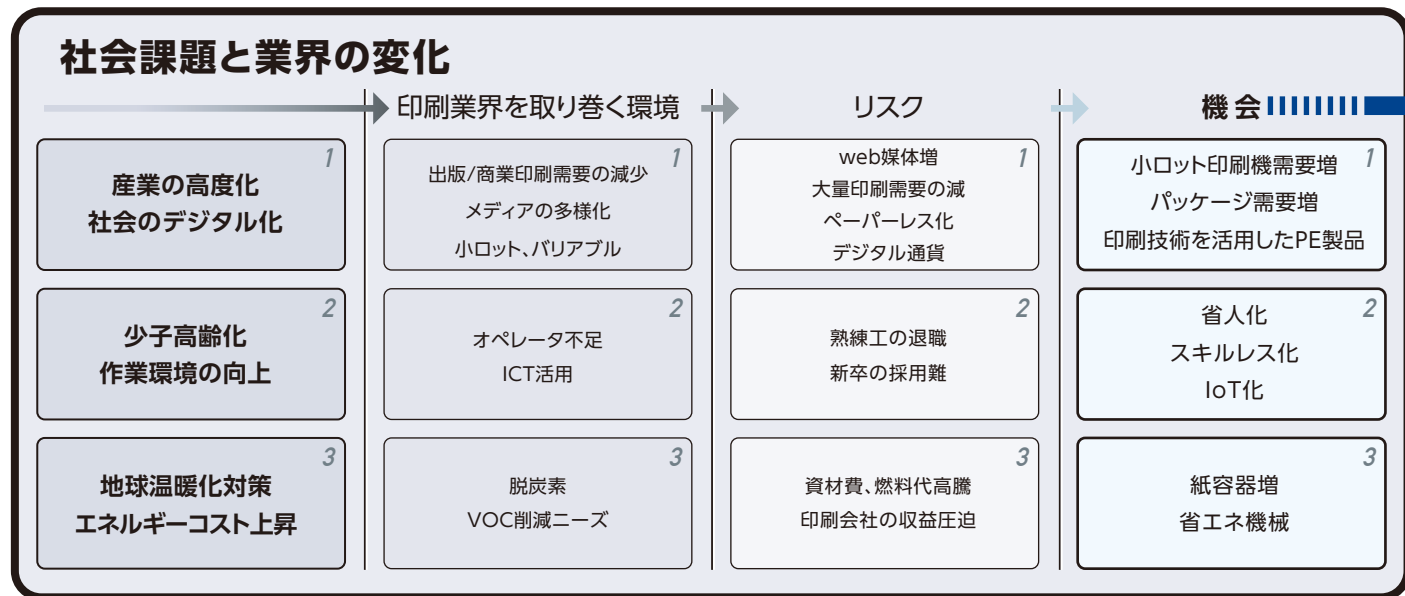 社会課題と業界の変化
印刷業界を取り巻く環境
リスク
機会
1
産業の高度化
社会のデジタル化
1
出版/商業印刷需要の減少
メディアの多様化
小ロット、バリアブル
1
web媒体増
大量印刷需要の減
ペーパーレス化
デジタル通貨
1
小ロット印刷機需要増
パッケージ需要増
印刷技術を活用したPE製品
2
少子高齢化
作業環境の向上
2
オペレータ不足
ICT活用
2
熟練工の退職
新卒の採用難
2
省人化
スキルレス化
IoT化
3
地球温暖化対策
エネルギーコスト上昇
3
脱炭素
VOC削減ニーズ
3
資材費、燃料代高騰
印刷会社の収益圧迫
3
紙容器増
省エネ機械